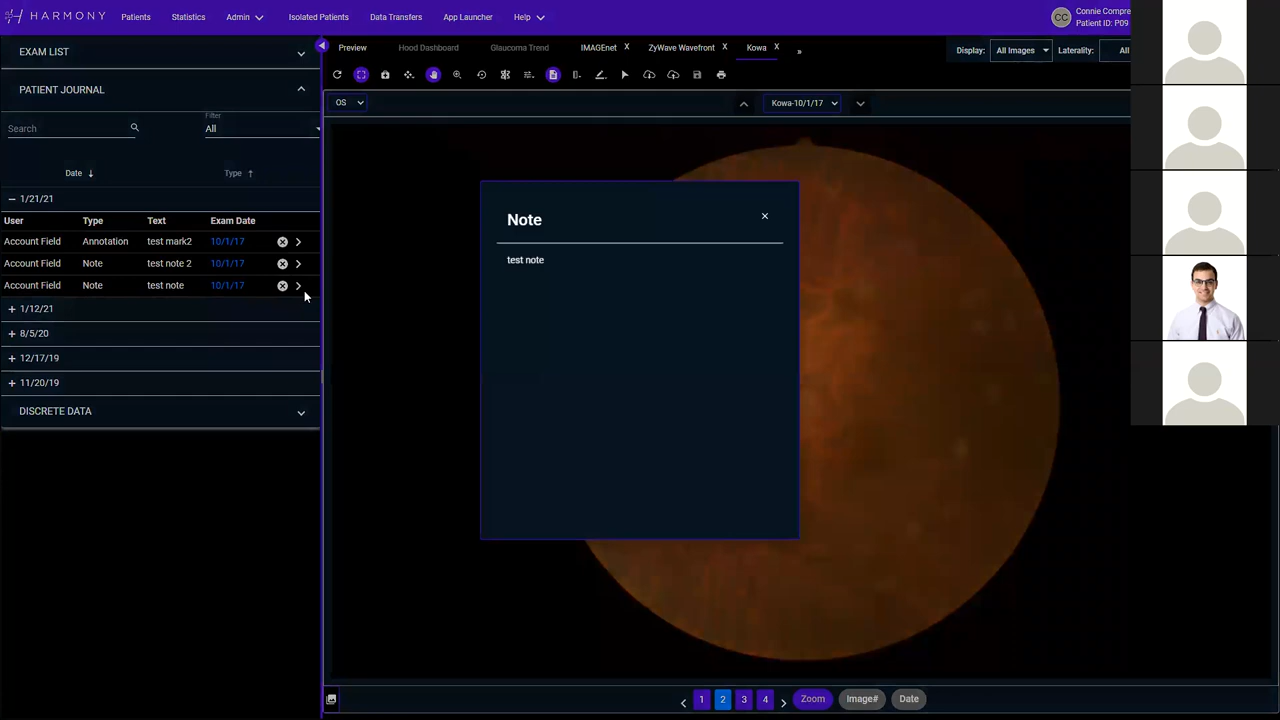 HARMONY
Patients
Statistics
Admin
Isolated Patients
Data Transfers
App Launcher
Help
CC
Connie Compre
Patient ID: P09
EXAM LIST
PATIENT JOURNAL
Search
Filter
All
Date
Type
1/21/21
User Type Text Exam Date
Account Field Annotation test mark2 10/1/17
Account Field Note test note 2 10/1/17
Account Field Note test note 10/1/17
1/12/21
8/5/20
12/17/19
11/20/19
DISCRETE DATA
Preview
Hood Dashboard
Glaucoma Trend
IMAGEnet X
ZyWave Wavefront X
Kowa X
»
Display: All Images
Laterality: All
OS
Kowa-10/1/17
Note
test note
1 2 3 4
Zoom
Image#
Date